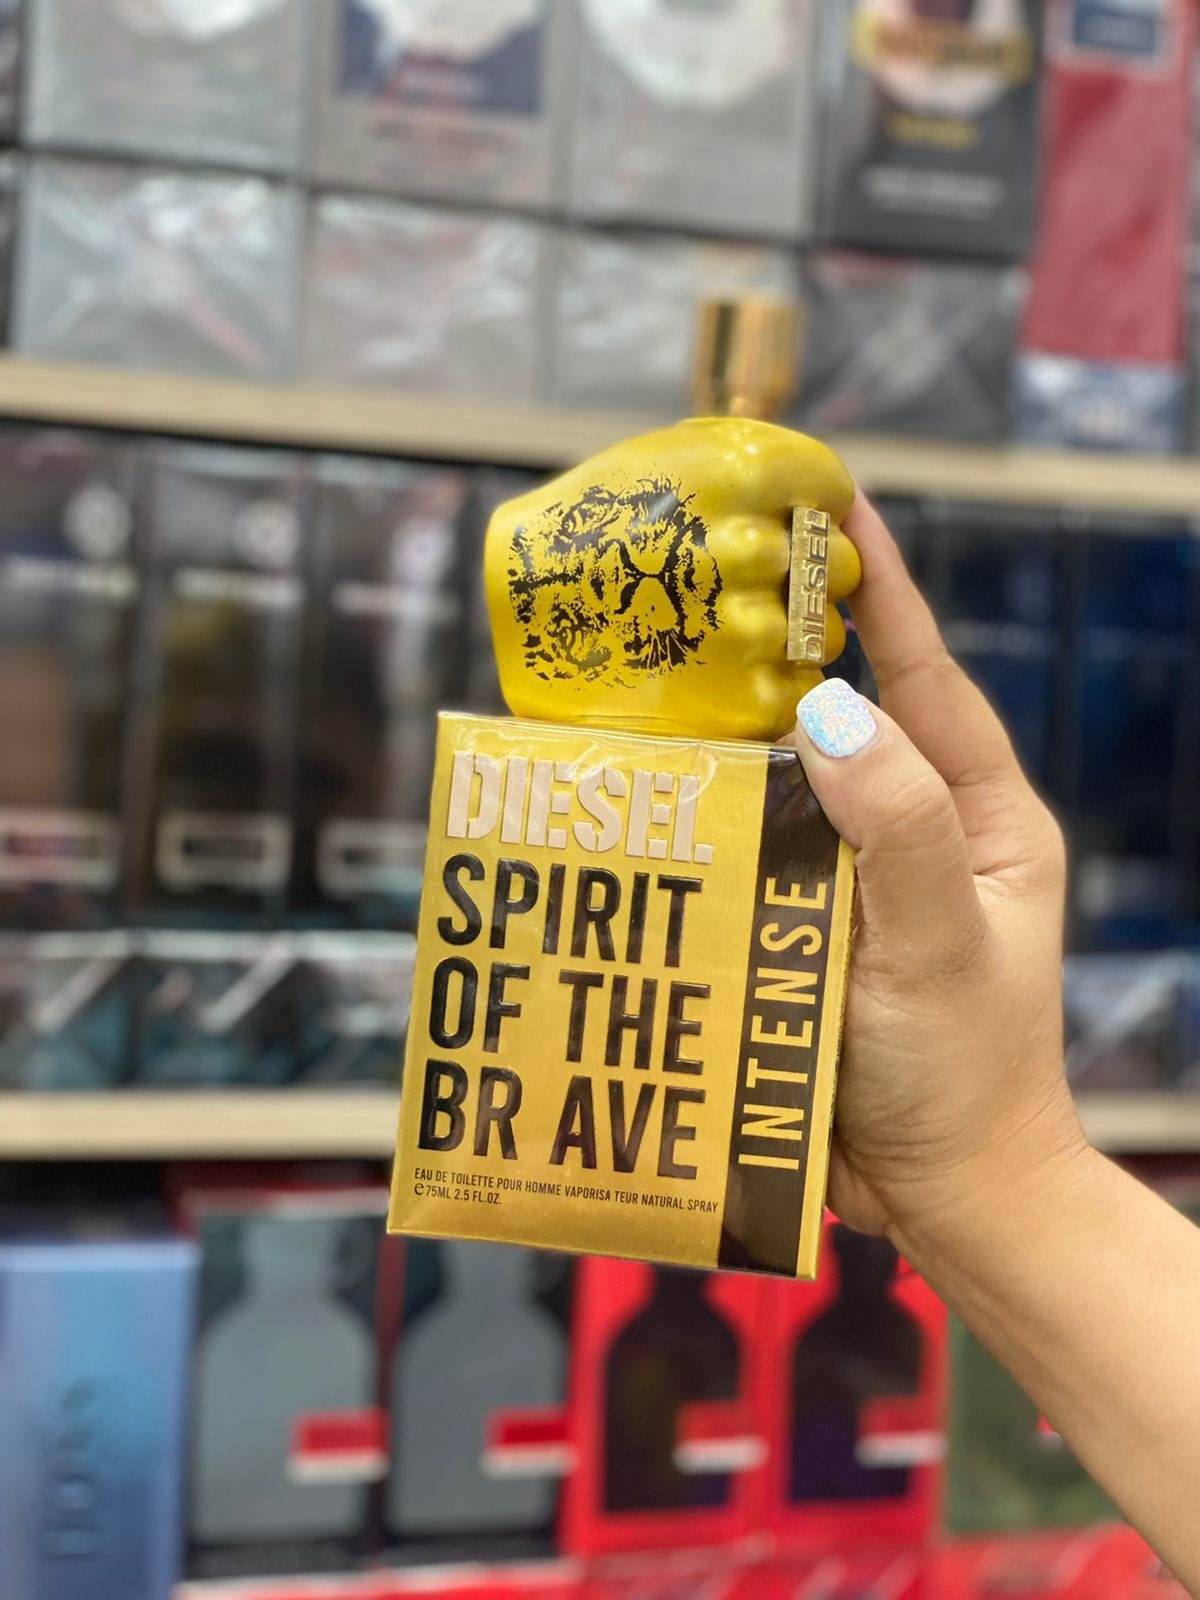 DIESEL
DIESEL
SPIRIT
OF THE
BR AVE
INTENSE
EAU DE TOILETTE POUR HOMME VAPORISA TEUR NATURAL SPRAY
℮ 75ML 2.5 FL.OZ.